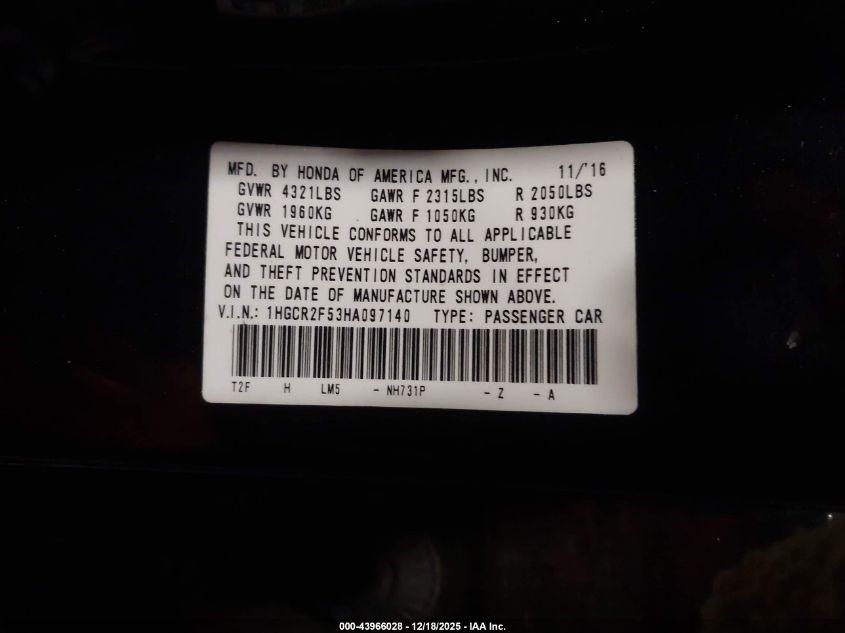 MFD. BY HONDA OF AMERICA MFG., INC. 11/'16
GVWR 4321LBS GAWR F 2315LBS R 2050LBS
GVWR 1960KG GAWR F 1050KG R 930KG
THIS VEHICLE CONFORMS TO ALL APPLICABLE
FEDERAL MOTOR VEHICLE SAFETY, BUMPER,
AND THEFT PREVENTION STANDARDS IN EFFECT
ON THE DATE OF MANUFACTURE SHOWN ABOVE.
V.I.N.: 1HGCR2F53HA097140 TYPE: PASSENGER CAR
T2F H LM5 - NH731P - Z - A
000-43966028 - 12/18/2025 - IAA Inc.